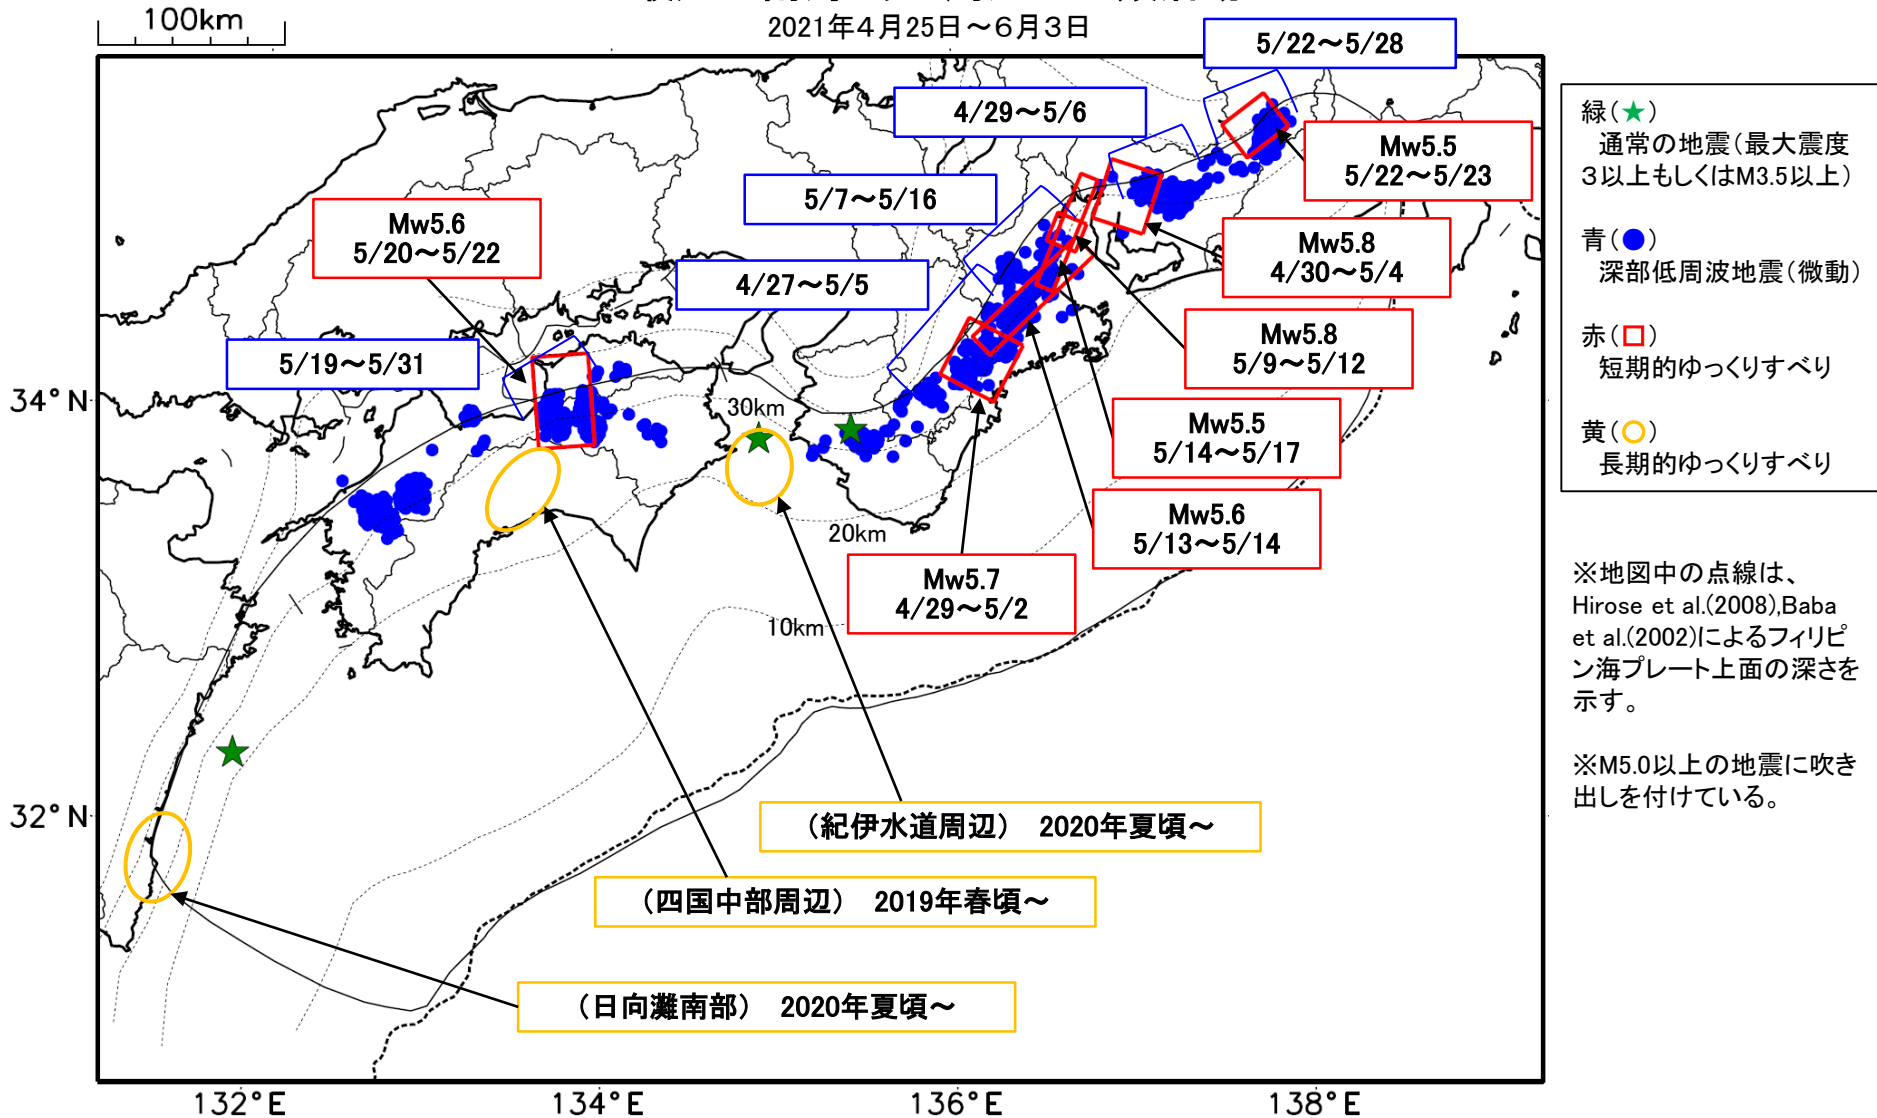 2021年4月25日～6月3日
100km
5/22～5/28
4/29～5/6
5/7～5/16
4/27～5/5
5/19～5/31
Mw5.6
5/20～5/22
Mw5.5
5/22～5/23
Mw5.8
4/30～5/4
Mw5.8
5/9～5/12
Mw5.5
5/14～5/17
Mw5.6
5/13～5/14
Mw5.7
4/29～5/2
30km
20km
10km
(紀伊水道周辺) 2020年夏頃～
(四国中部周辺) 2019年春頃～
(日向灘南部) 2020年夏頃～
34°N
32°N
132°E
134°E
136°E
138°E
緑(★)
通常の地震(最大震度
3以上もしくはM3.5以上)
青(●)
深部低周波地震(微動)
赤(□)
短期的ゆっくりすべり
黄(○)
長期的ゆっくりすべり
※地図中の点線は、
Hirose et al.(2008),Baba
et al.(2002)によるフィリピ
ン海プレート上面の深さを
示す。
※M5.0以上の地震に吹き
出しを付けている。